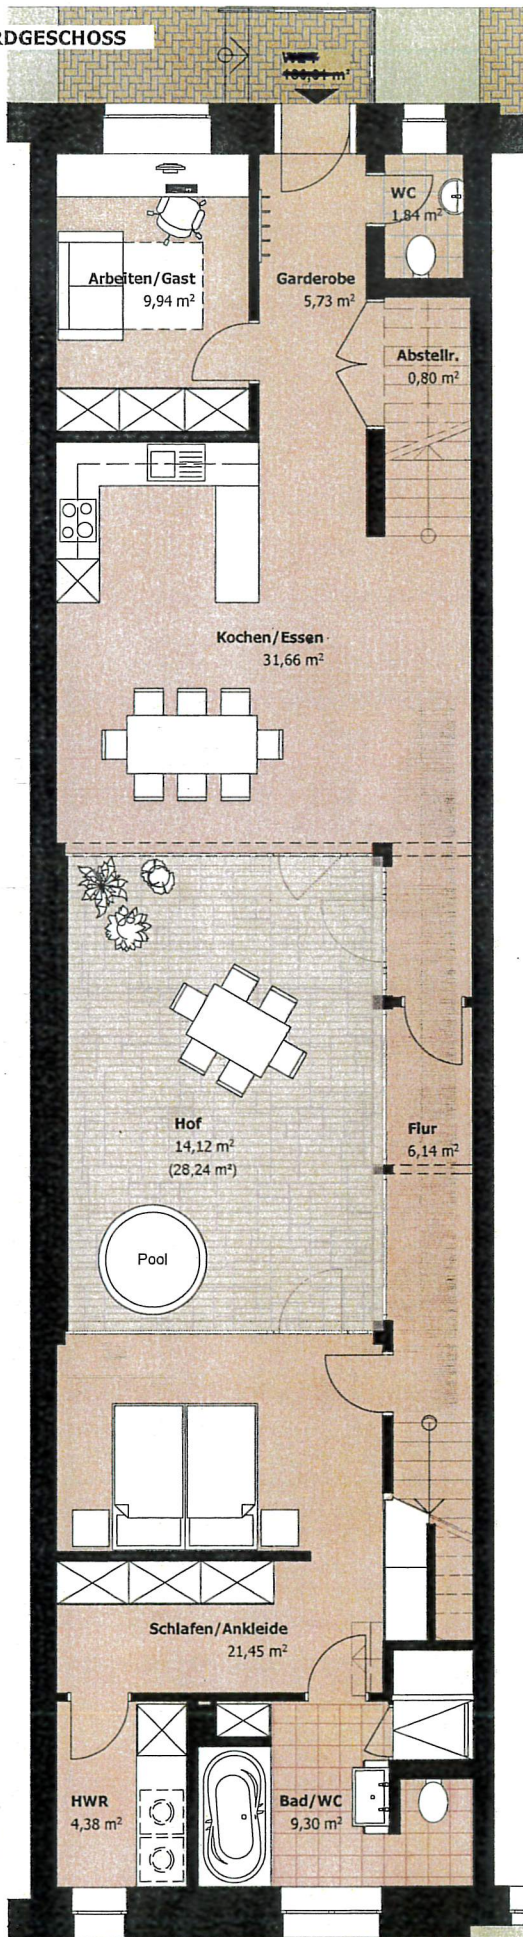 RDGESCHOSS
WC
1,84 m²
Arbeiten/Gast
9,94 m²
Garderobe
5,73 m²
Abstellr.
0,80 m²
Kochen/Essen
31,66 m²
Hof
14,12 m²
(28,24 m²)
Flur
6,14 m²
Pool
Schlafen/Ankleide
21,45 m²
HWR
4,38 m²
Bad/WC
9,30 m²